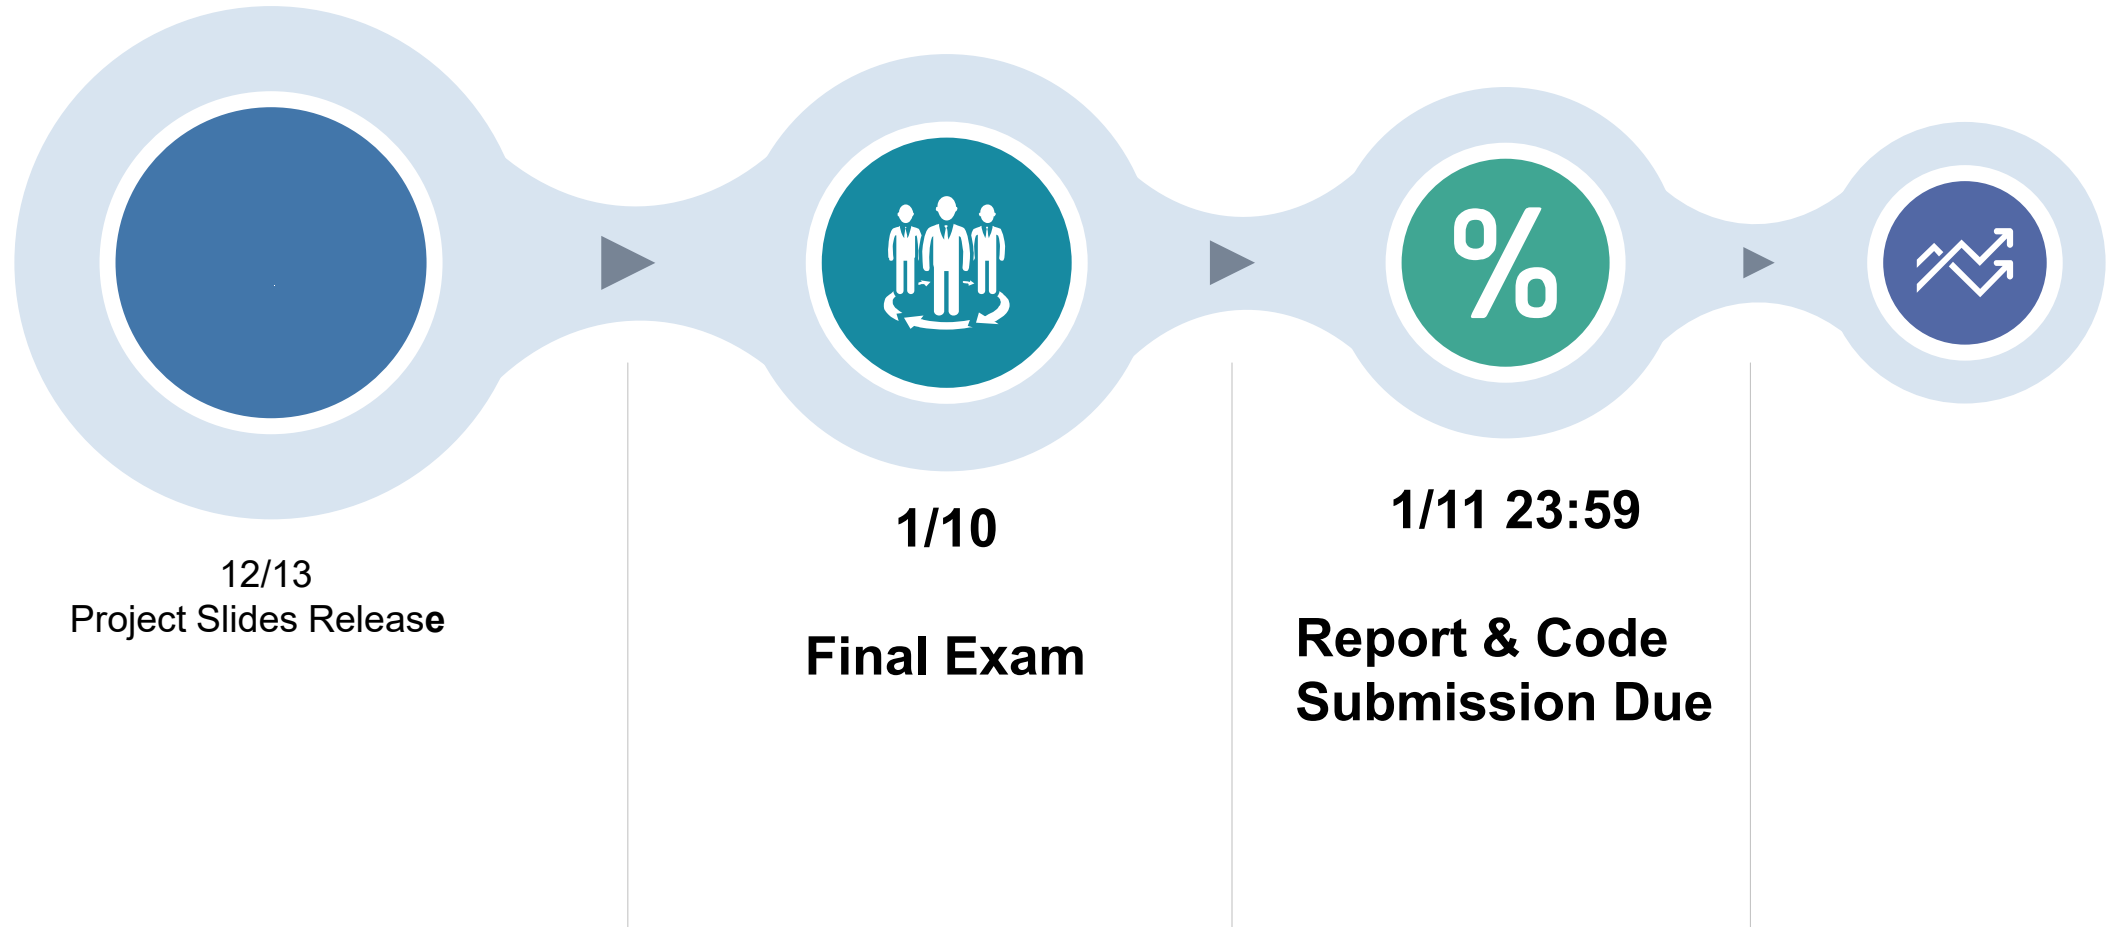 12/13
Project Slides Release
1/10
Final Exam
%
1/11 23:59
Report & Code
Submission Due